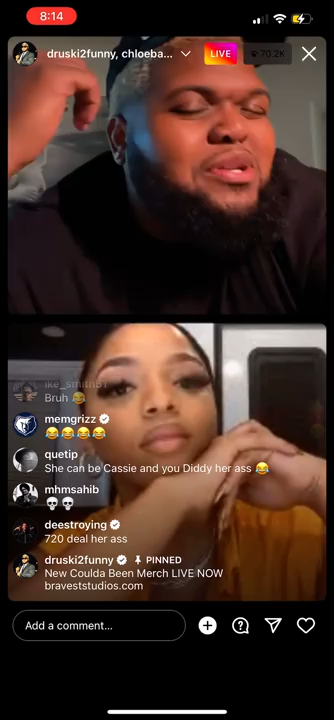 8:14
druski2funny, chloeba...
LIVE
70.2K
ike_smith51
Bruh 😂
memgrizz
😂😂😂😂
quetip
She can be Cassie and you Diddy her ass 😂
mhmsahib
💀💀
deestroying
720 deal her ass
druski2funny PINNED
New Coulda Been Merch LIVE NOW
braveststudios.com
Add a comment...